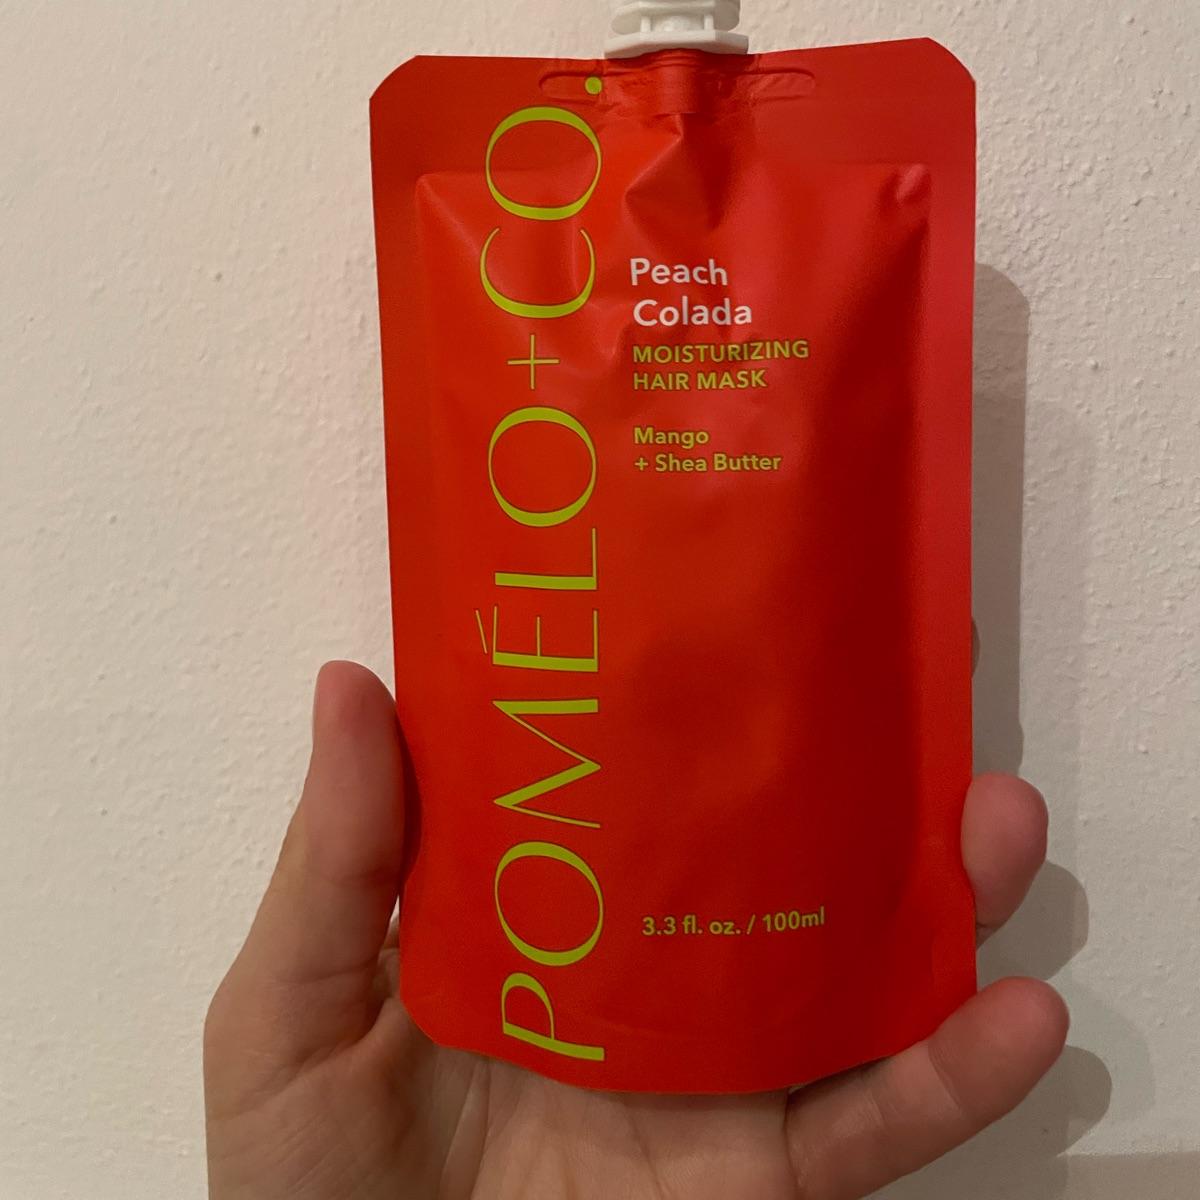 POMÉLO+CO.
Peach
Colada
MOISTURIZING
HAIR MASK
Mango
+ Shea Butter
3.3 fl. oz. / 100ml